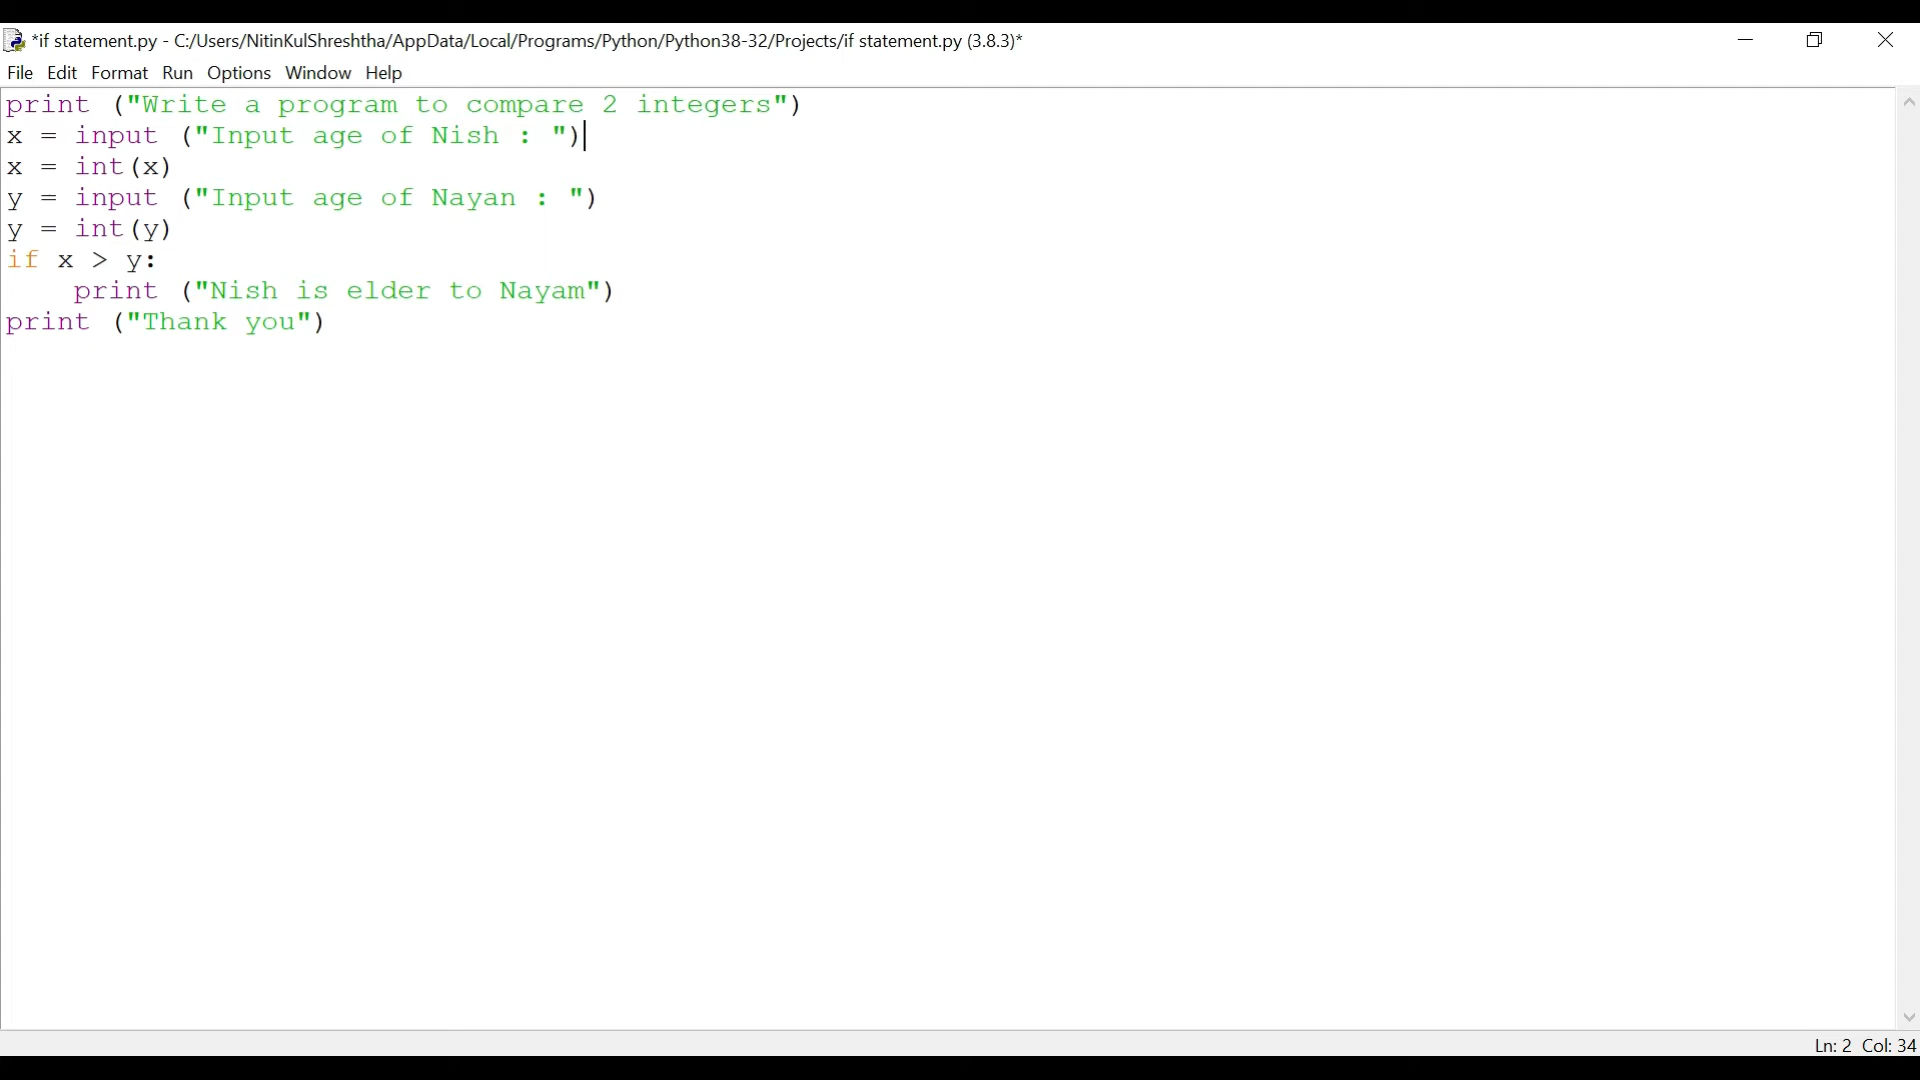 *if statement.py - C:/Users/NitinKulShreshtha/AppData/Local/Programs/Python/Python38-32/Projects/if statement.py (3.8.3)*
File Edit Format Run Options Window Help
print ("Write a program to compare 2 integers")
x = input ("Input age of Nish : ")
x = int(x)
y = input ("Input age of Nayan : ")
y = int(y)
if x > y:
    print ("Nish is elder to Nayam")
print ("Thank you")
Ln: 2 Col: 34